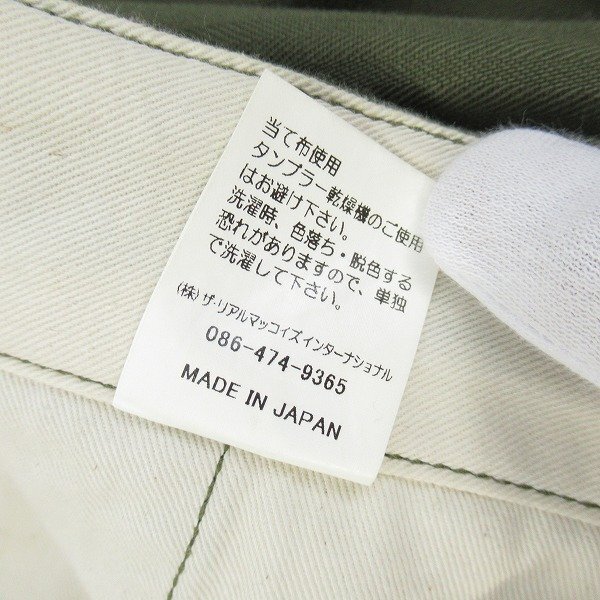 当て布使用
タンブラー乾燥機のご使用
はお避け下さい。
洗濯時、色落ち・脱色する
恐れがありますので、単独
で洗濯して下さい。
(株)ザ・リアルマッコイズインターナショナル
086-474-9365
MADE IN JAPAN